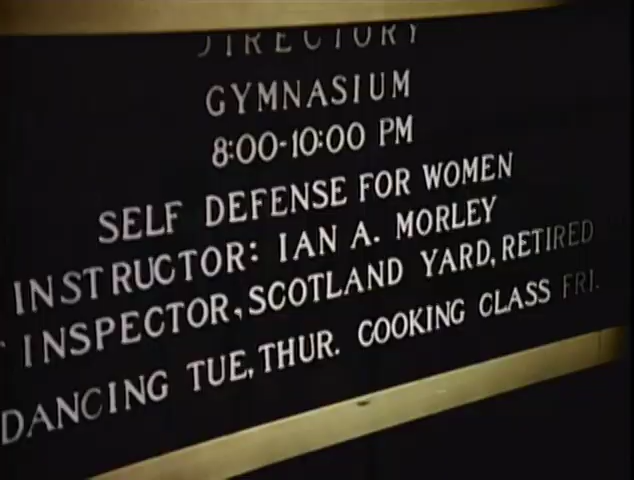 DIRECTORY
GYMNASIUM
8:00-10:00 PM
SELF DEFENSE FOR WOMEN
INSTRUCTOR: IAN A. MORLEY
INSPECTOR, SCOTLAND YARD, RETIRED
DANCING TUE, THUR. COOKING CLASS FRI.